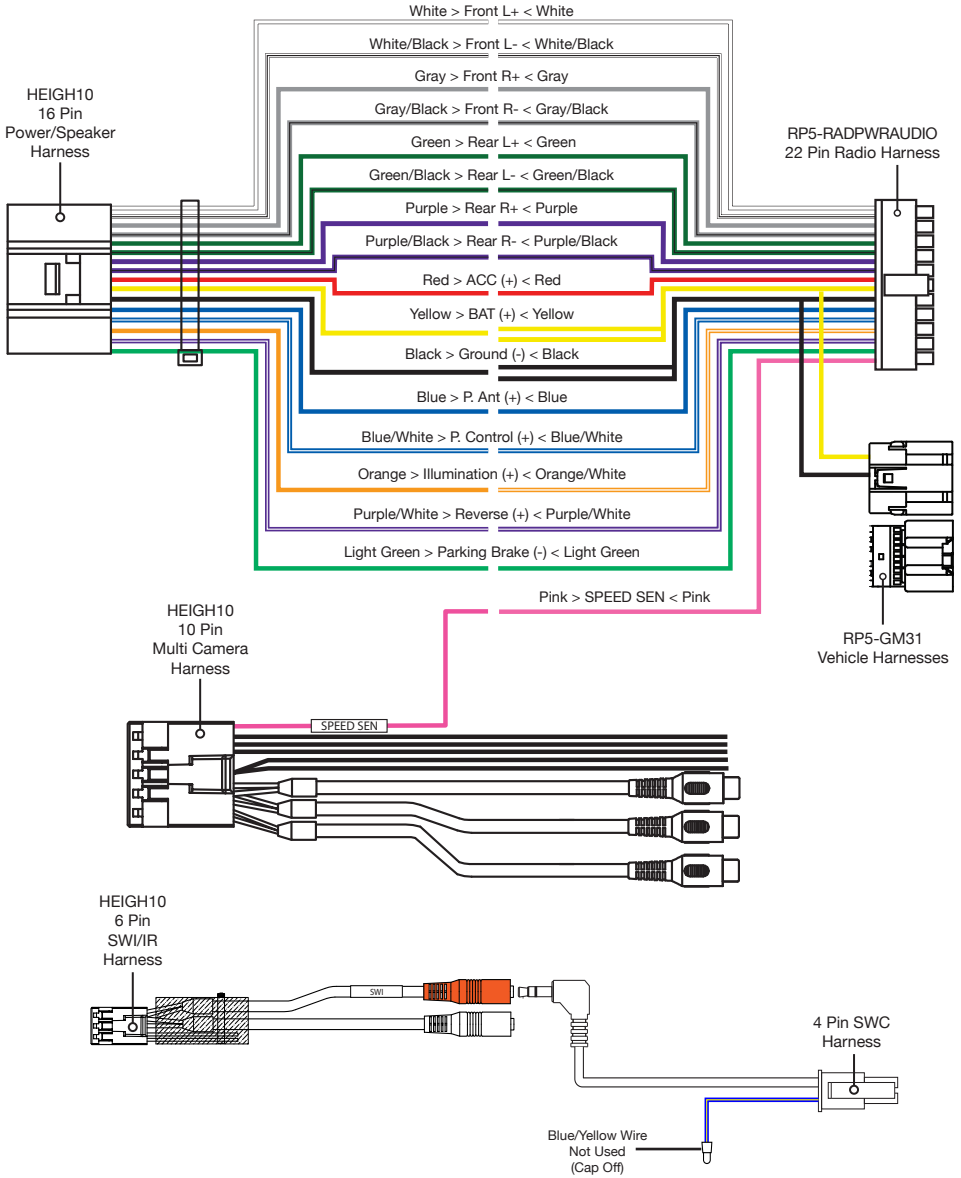 White > Front L+ < White
White/Black > Front L- < White/Black
Gray > Front R+ < Gray
Gray/Black > Front R- < Gray/Black
Green > Rear L+ < Green
Green/Black > Rear L- < Green/Black
Purple > Rear R+ < Purple
Purple/Black > Rear R- < Purple/Black
Red > ACC (+) < Red
Yellow > BAT (+) < Yellow
Black > Ground (-) < Black
Blue > P. Ant (+) < Blue
Blue/White > P. Control (+) < Blue/White
Orange > Illumination (+) < Orange/White
Purple/White > Reverse (+) < Purple/White
Light Green > Parking Brake (-) < Light Green
Pink > SPEED SEN < Pink
HEIGH10
16 Pin
Power/Speaker
Harness
RP5-RADPWRAUDIO
22 Pin Radio Harness
RP5-GM31
Vehicle Harnesses
HEIGH10
10 Pin
Multi Camera
Harness
SPEED SEN
HEIGH10
6 Pin
SWI/IR
Harness
SWI
4 Pin SWC
Harness
Blue/Yellow Wire
Not Used
(Cap Off)